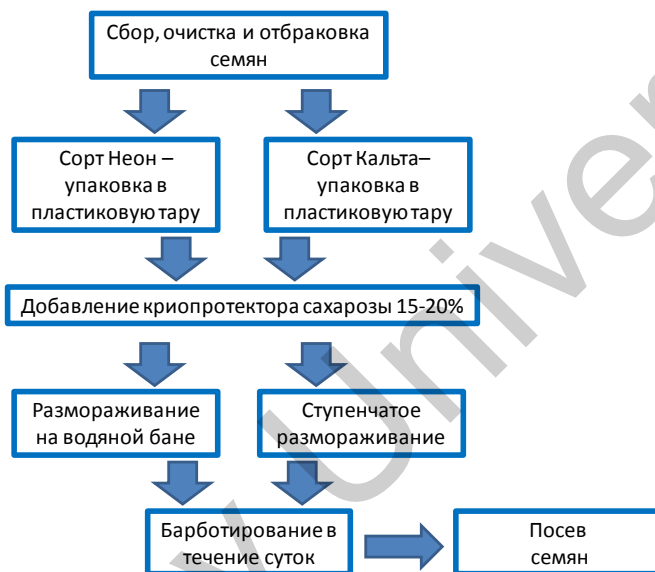 Сбор, очистка и отбраковка
семян
Сорт Неон –
упаковка в
пластиковую тару
Сорт Кальта–
упаковка в
пластиковую тару
Добавление криопротектора сахарозы 15-20%
Размораживание
на водяной бане
Ступенчатое
размораживание
Барботирование в
течение суток
Посев
семян
y Univer